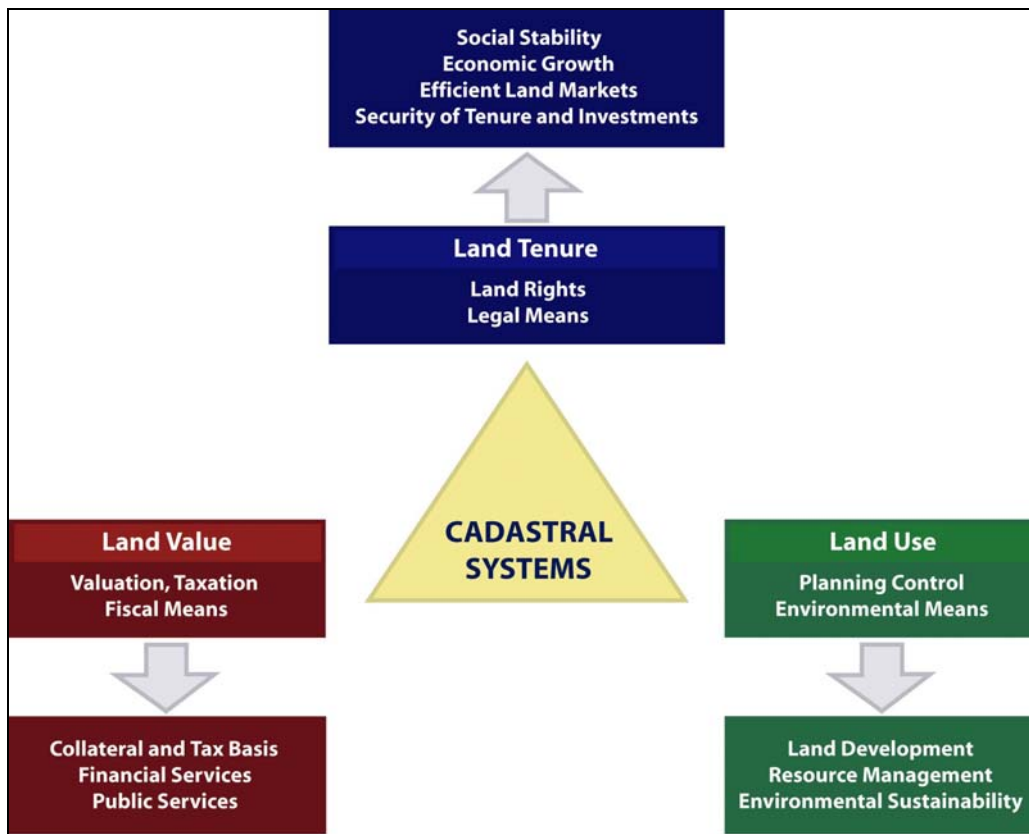 Social Stability
Economic Growth
Efficient Land Markets
Security of Tenure and Investments
Land Tenure
Land Rights
Legal Means
CADASTRAL
SYSTEMS
Land Value
Valuation, Taxation
Fiscal Means
Collateral and Tax Basis
Financial Services
Public Services
Land Use
Planning Control
Environmental Means
Land Development
Resource Management
Environmental Sustainability